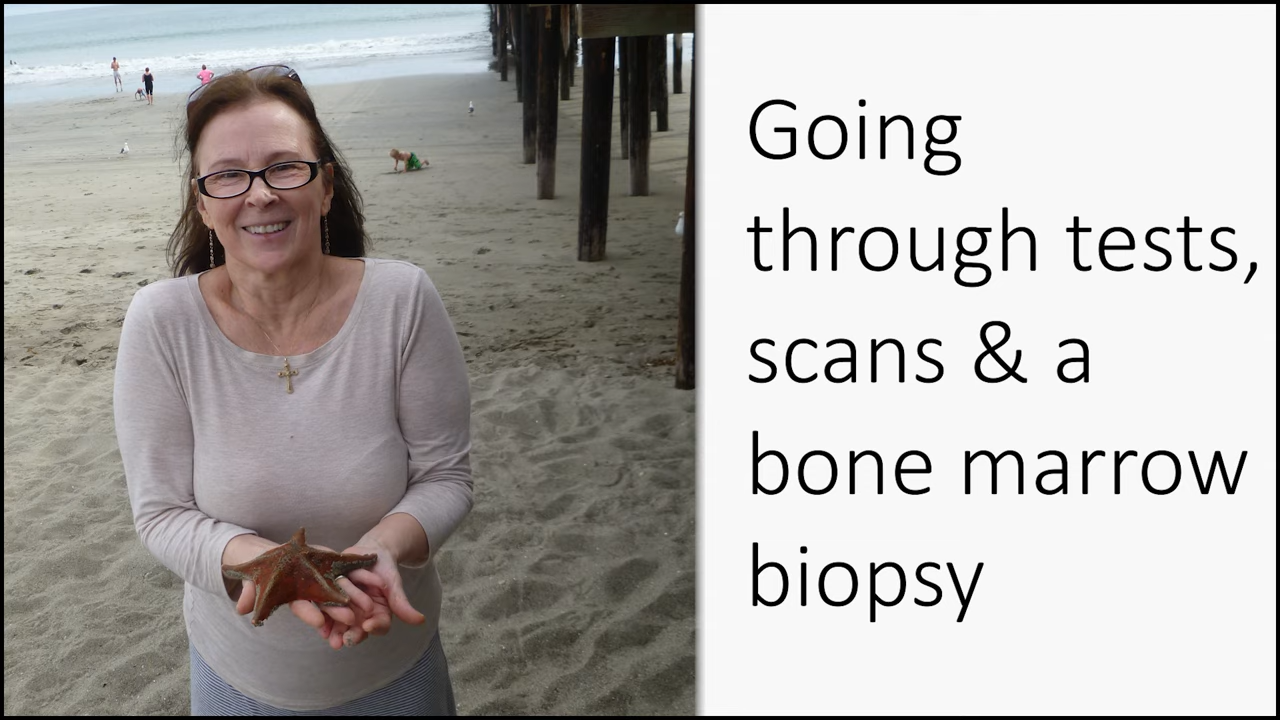 Going
through tests,
scans & a
bone marrow
biopsy